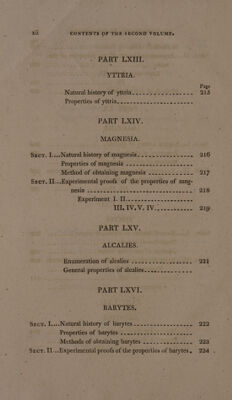 xii CONTENTS OF THE SECOND VOLUME.
PART LXIII.
YTTRIA.
Page
Natural history of yttria 215
Properties of yttria
PART LXIV.
MAGNESIA.
SECT. I....Natural history of magnesia 216
Properties of magnesia
Method of obtaining magnesia 217
SECT. II...Experimental proofs of the properties of mag-
nesia 218
Experiment I. II
III. IV. V. IV 219
PART LXV.
ALCALIES.
Enumeration of alcalies 221
General properties of alcalies
PART LXVI.
BARYTES.
SECT. I....Natural history of barytes 222
Properties of barytes
Methods of obtaining barytes 223
SECT. II...Experimental proofs of the properties of barytes. 224